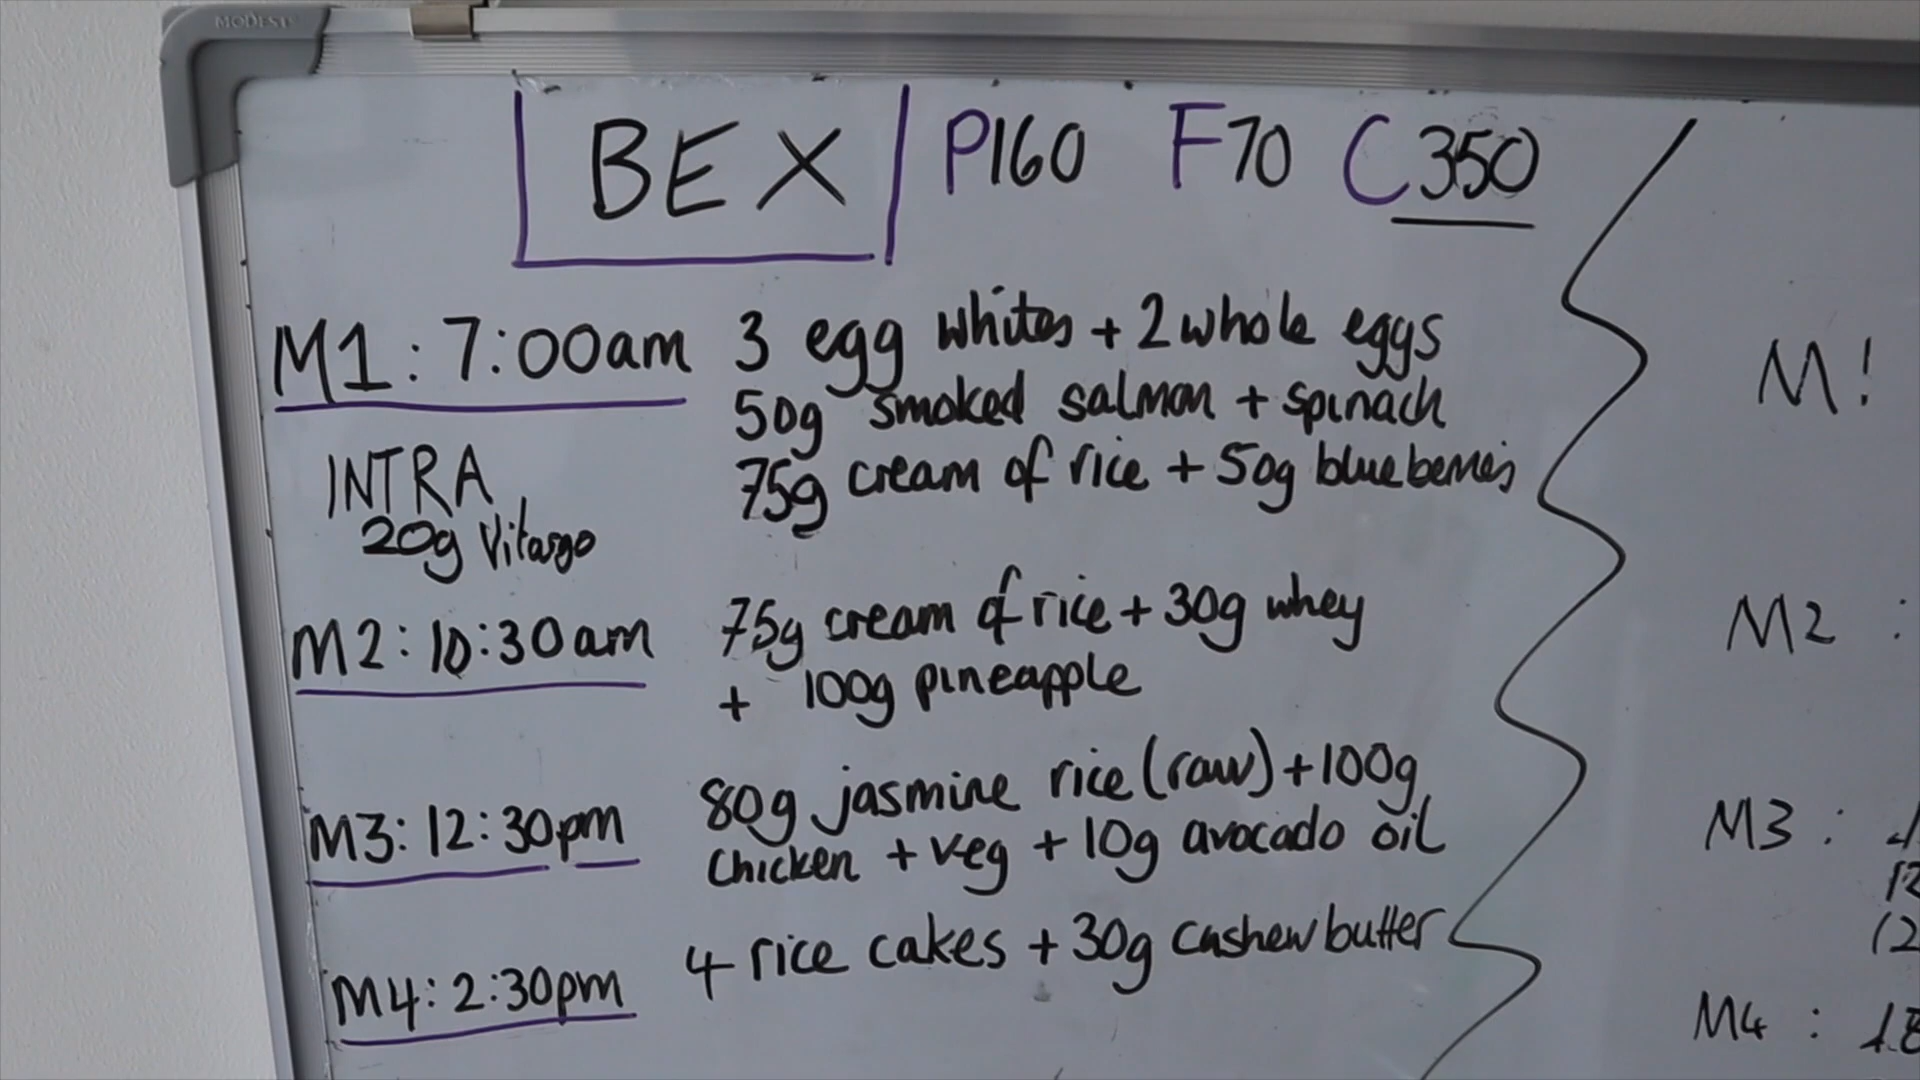 MODEST
BEX P160 F70 C350
M1: 7:00am 3 egg whites + 2 whole eggs
50g smoked salmon + spinach
75g cream of rice + 50g blueberries
INTRA
20g Vitargo
M2: 10:30am 75g cream of rice + 30g whey
+ 100g pineapple
M3: 12:30pm 80g jasmine rice (raw) + 100g
chicken + veg + 10g avocado oil
M4: 2:30pm 4 rice cakes + 30g cashew butter
M!
M2 :
M3 :
M4 :